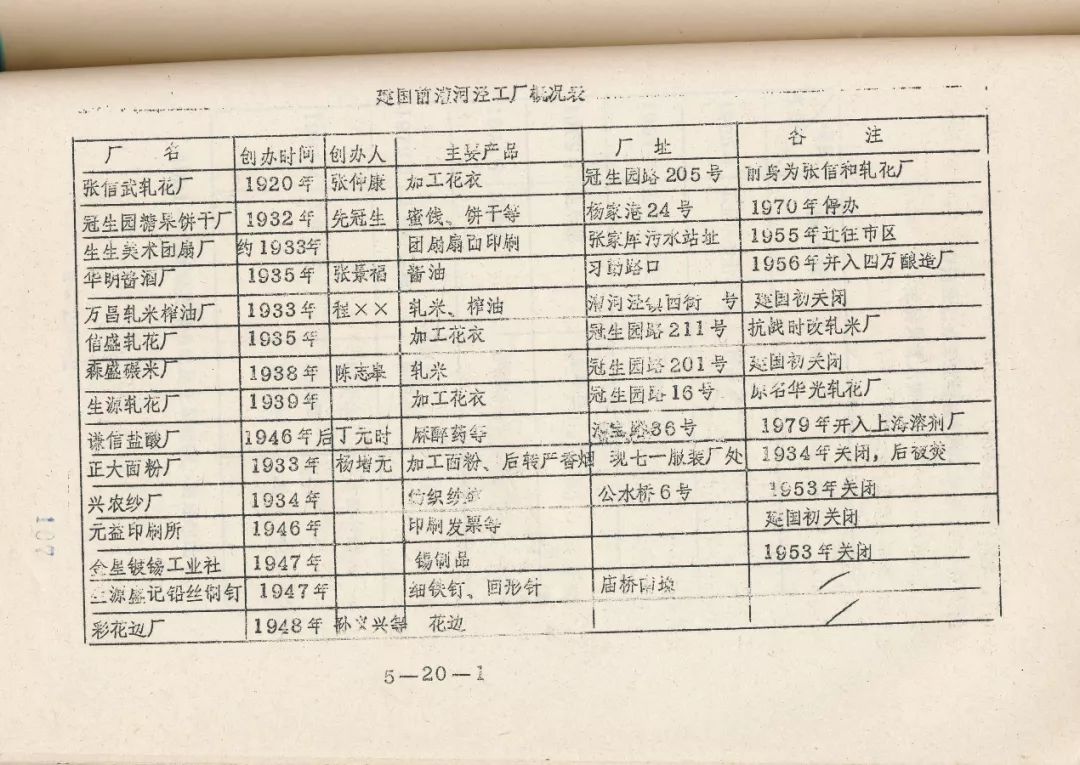 建国前漕河泾工厂概况表
厂 名 创办时间 创办人 主要产品 厂 址 备 注
张信武轧花厂 1920年 张仲康 加工花衣 冠生园路205号 前身为张信和轧花厂
冠生园糖果饼干厂 1932年 冼冠生 蜜饯、饼干等 杨家港24号 1970年停办
生生美术团扇厂 约1933年 团扇扇面印刷 张家厍污水站址 1955年迁往市区
华明酱酒厂 1935年 张景福 酱油 习勤路口 1956年并入四万酿造厂
万昌轧米榨油厂 1933年 程×× 轧米、榨油 漕河泾镇西街 号 建国初关闭
信盛轧花厂 1935年 加工花衣 冠生园路211号 抗战时改轧米厂
森盛碾米厂 1938年 陈志皋 轧米 冠生园路201号 建国初关闭
生源轧花厂 1939年 加工花衣 冠生园路16号 原名华光轧花厂
谦信盐酸厂 1946年后 丁元时 麻醉药等 路36号 1979年并入上海溶剂厂
正大面粉厂 1933年 杨增元 加工面粉、后转产香烟 现七一服装厂处 1934年关闭，后被焚
兴农纱厂 1934年 纺织纱 公水桥6号 1953年关闭
元益印刷所 1946年 印刷发票等 建国初关闭
金星镀锡工业社 1947年 锡制品 1953年关闭
生源盛记铅丝制钉 1947年 细铁钉、回形针 庙桥南堍
彩花边厂 1948年 孙义兴等 花边
5—20—1
201